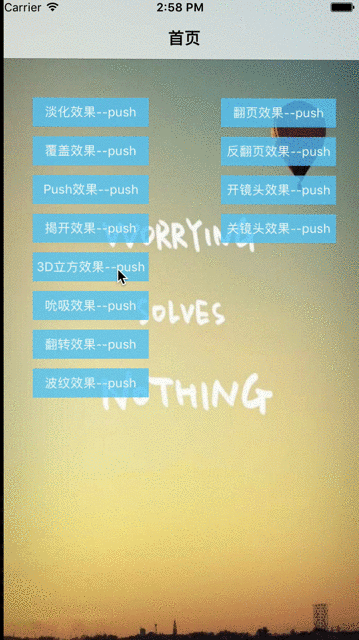 Carrier 2:58 PM
首页
淡化效果--push
翻页效果--push
覆盖效果--push
反翻页效果--push
Push效果--push
开镜头效果--push
揭开效果--push
关镜头效果--push
WORRYING
3D立方效果--push
吮吸效果--push
SOLVES
翻转效果--push
波纹效果--push
NOTHING